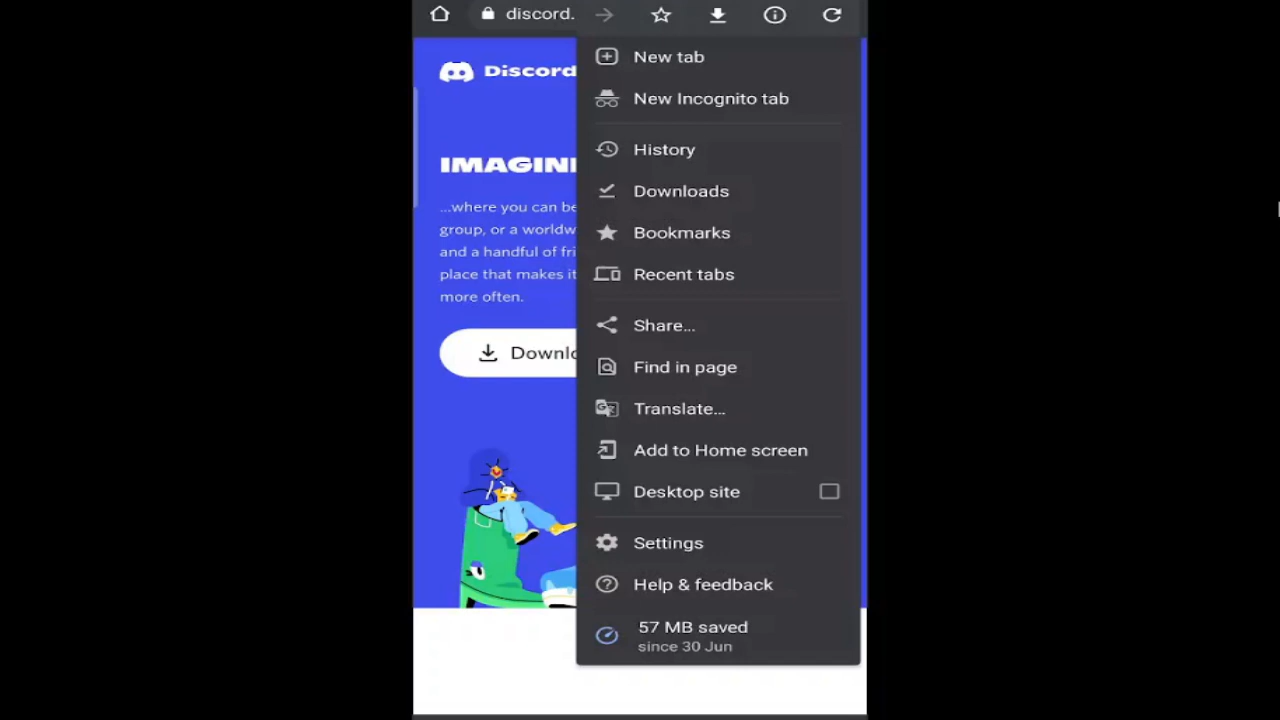 discord.
Discord
IMAGIN
...where you can be
group, or a worldw
and a handful of fri
place that makes it
more often.
Downlo
New tab
New Incognito tab
History
Downloads
Bookmarks
Recent tabs
Share...
Find in page
Translate...
Add to Home screen
Desktop site
Settings
Help & feedback
57 MB saved
since 30 Jun